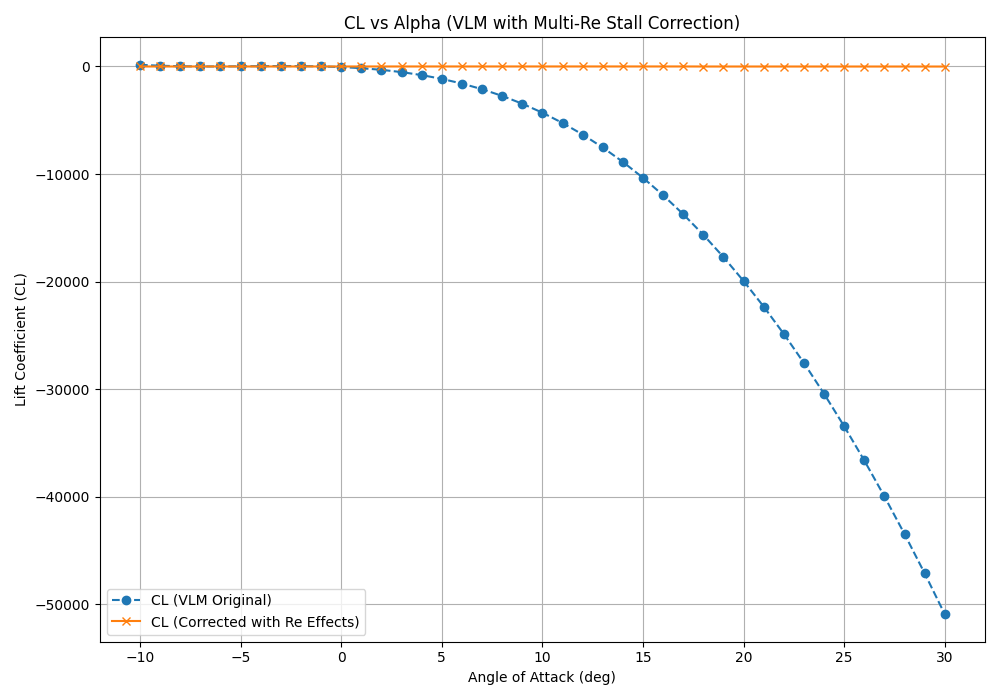 CL vs Alpha (VLM with Multi-Re Stall Correction)
Lift Coefficient (CL)
0
−10000
−20000
−30000
−40000
−50000
CL (VLM Original)
CL (Corrected with Re Effects)
−10 −5 0 5 10 15 20 25 30
Angle of Attack (deg)